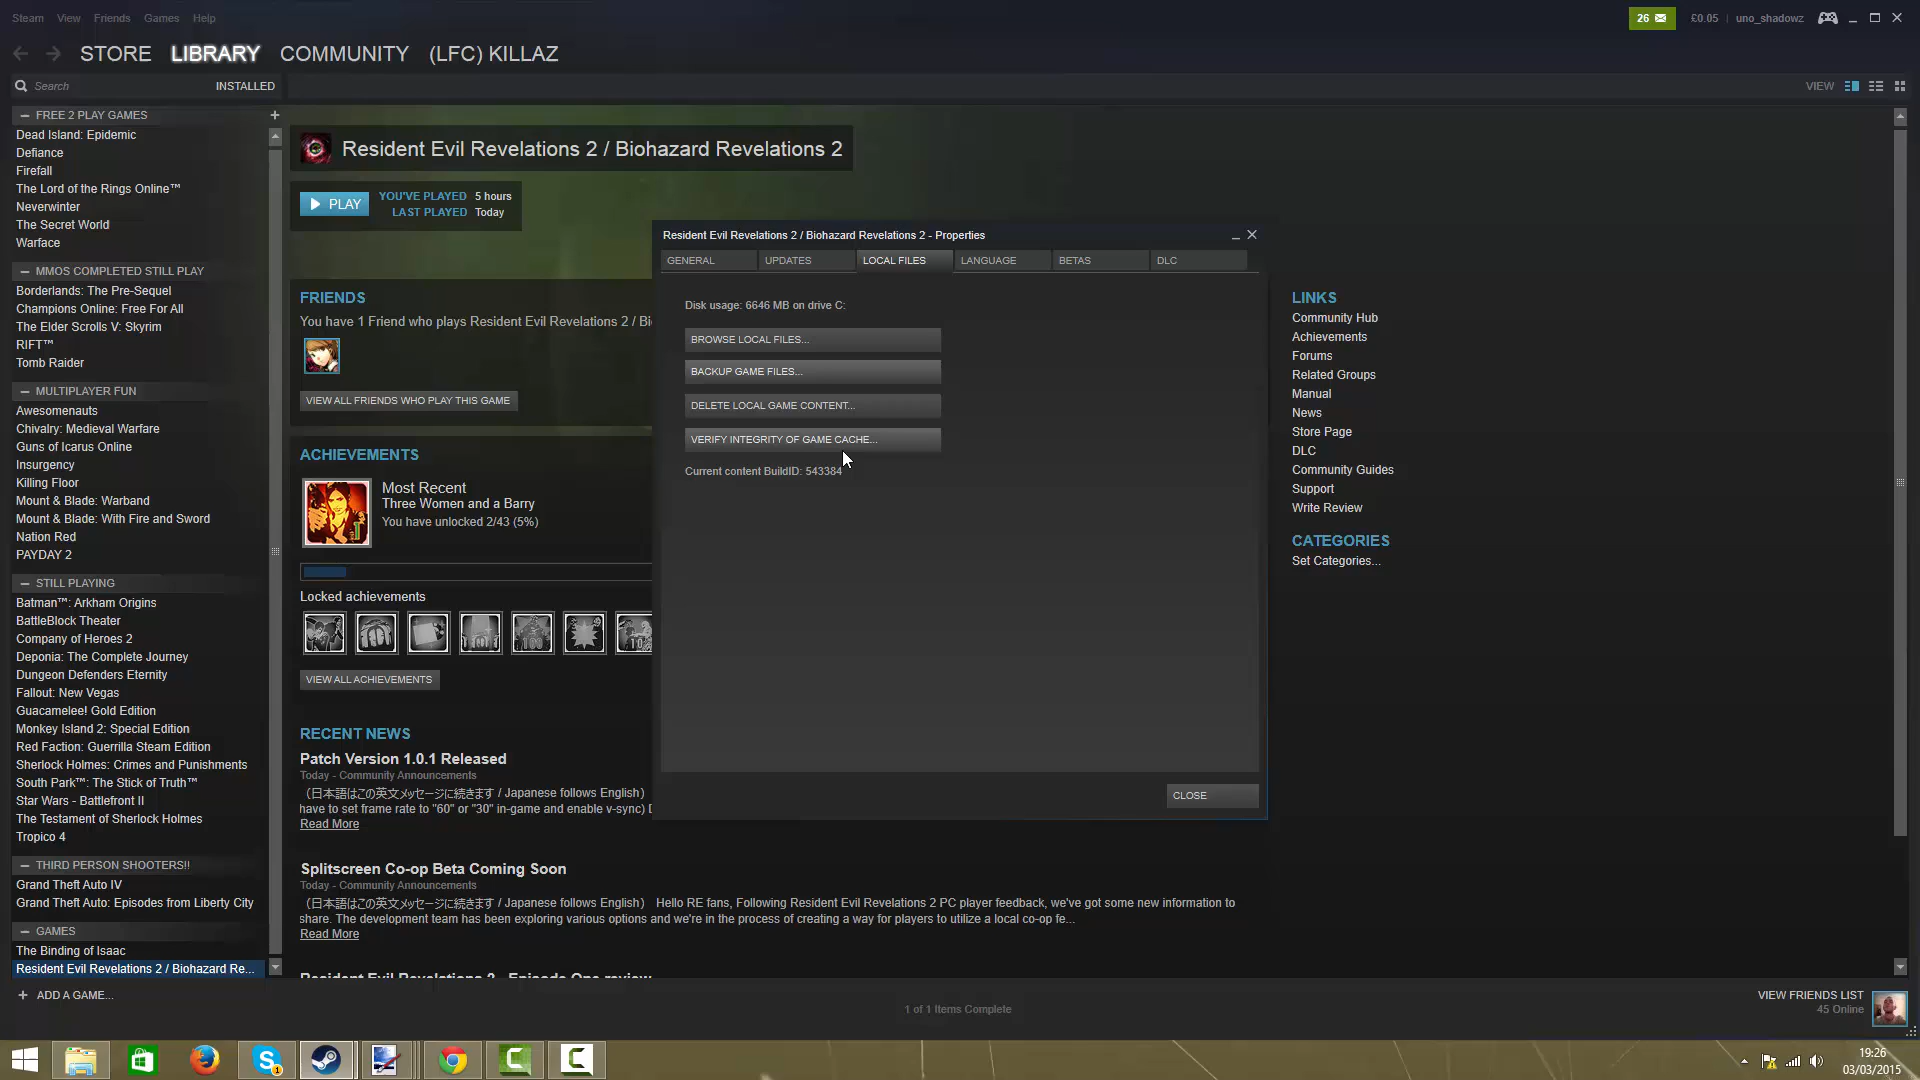 Steam View Friends Games Help
26
£0.05 uno_shadowz
STORE LIBRARY COMMUNITY (LFC) KILLAZ
Search INSTALLED
VIEW
FREE 2 PLAY GAMES +
Dead Island: Epidemic
Defiance
Firefall
The Lord of the Rings Online™
Neverwinter
The Secret World
Warface
MMOS COMPLETED STILL PLAY
Borderlands: The Pre-Sequel
Champions Online: Free For All
The Elder Scrolls V: Skyrim
RIFT™
Tomb Raider
MULTIPLAYER FUN
Awesomenauts
Chivalry: Medieval Warfare
Guns of Icarus Online
Insurgency
Killing Floor
Mount & Blade: Warband
Mount & Blade: With Fire and Sword
Nation Red
PAYDAY 2
STILL PLAYING
Batman™: Arkham Origins
BattleBlock Theater
Company of Heroes 2
Deponia: The Complete Journey
Dungeon Defenders Eternity
Fallout: New Vegas
Guacamelee! Gold Edition
Monkey Island 2: Special Edition
Red Faction: Guerrilla Steam Edition
Sherlock Holmes: Crimes and Punishments
South Park™: The Stick of Truth™
Star Wars - Battlefront II
The Testament of Sherlock Holmes
Tropico 4
THIRD PERSON SHOOTERS!!
Grand Theft Auto IV
Grand Theft Auto: Episodes from Liberty City
GAMES
The Binding of Isaac
Resident Evil Revelations 2 / Biohazard Re...
+ ADD A GAME...
Resident Evil Revelations 2 / Biohazard Revelations 2
PLAY
YOU'VE PLAYED 5 hours
LAST PLAYED Today
FRIENDS
You have 1 Friend who plays Resident Evil Revelations 2 / Bi
VIEW ALL FRIENDS WHO PLAY THIS GAME
ACHIEVEMENTS
Most Recent
Three Women and a Barry
You have unlocked 2/43 (5%)
Locked achievements
100
VIEW ALL ACHIEVEMENTS
RECENT NEWS
Patch Version 1.0.1 Released
Today - Community Announcements
（日本語はこの英文メッセージに続きます / Japanese follows English）
have to set frame rate to "60" or "30" in-game and enable v-sync)
Read More
Splitscreen Co-op Beta Coming Soon
Today - Community Announcements
（日本語はこの英文メッセージに続きます / Japanese follows English） Hello RE fans, Following Resident Evil Revelations 2 PC player feedback, we've got some new information to
share. The development team has been exploring various options and we're in the process of creating a way for players to utilize a local co-op fe...
Read More
Resident Evil Revelations 2 - Episode One review
Resident Evil Revelations 2 / Biohazard Revelations 2 - Properties
GENERAL UPDATES LOCAL FILES LANGUAGE BETAS DLC
Disk usage: 6646 MB on drive C:
BROWSE LOCAL FILES...
BACKUP GAME FILES...
DELETE LOCAL GAME CONTENT...
VERIFY INTEGRITY OF GAME CACHE...
Current content BuildID: 543384
CLOSE
LINKS
Community Hub
Achievements
Forums
Related Groups
Manual
News
Store Page
DLC
Community Guides
Support
Write Review
CATEGORIES
Set Categories...
1 of 1 Items Complete
VIEW FRIENDS LIST
45 Online
19:26
03/03/2015